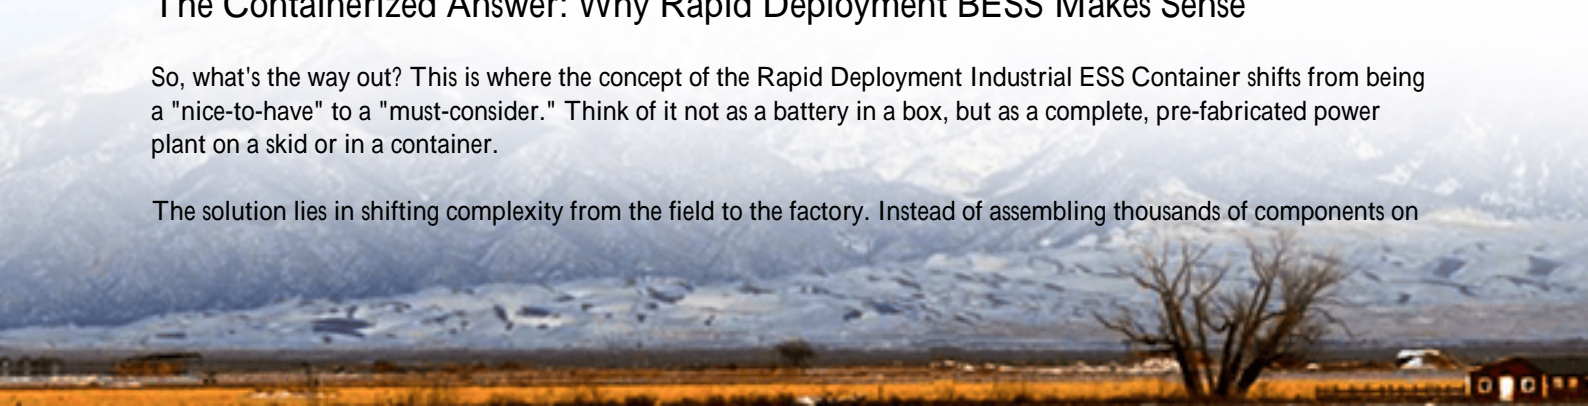 The Containerized Answer: Why Rapid Deployment BESS Makes Sense
So, what's the way out? This is where the concept of the Rapid Deployment Industrial ESS Container shifts from being
a "nice-to-have" to a "must-consider." Think of it not as a battery in a box, but as a complete, pre-fabricated power
plant on a skid or in a container.
The solution lies in shifting complexity from the field to the factory. Instead of assembling thousands of components on